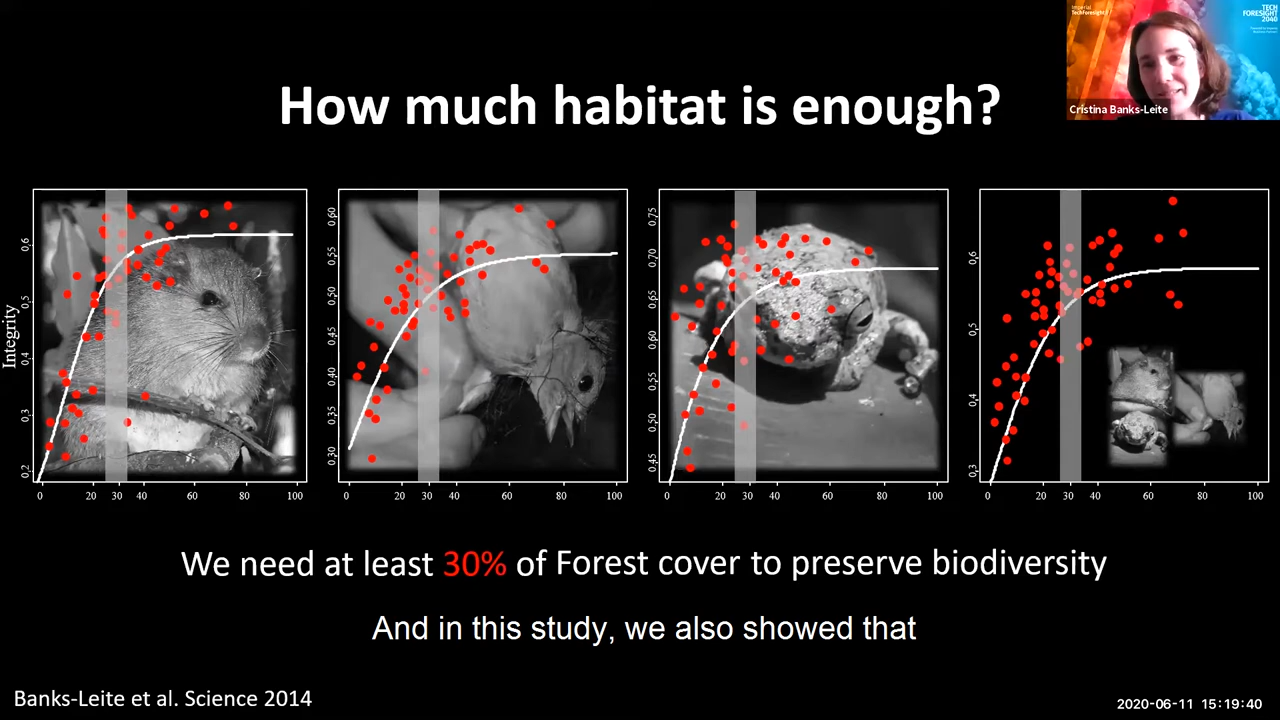 Imperial
TechForesight
TECH
FORESIGHT
2040
Cristina Banks-Leite
How much habitat is enough?
Integrity
0.2 0.3 0.4 0.5 0.6
0 20 30 40 60 80 100
0.30 0.35 0.40 0.45 0.50 0.55 0.60
0 20 30 40 60 80 100
0.45 0.50 0.55 0.60 0.65 0.70 0.75
0 20 30 40 60 80 100
0.3 0.4 0.5 0.6
0 20 30 40 60 80 100
We need at least 30% of Forest cover to preserve biodiversity
And in this study, we also showed that
Banks-Leite et al. Science 2014
2020-06-11 15:19:40